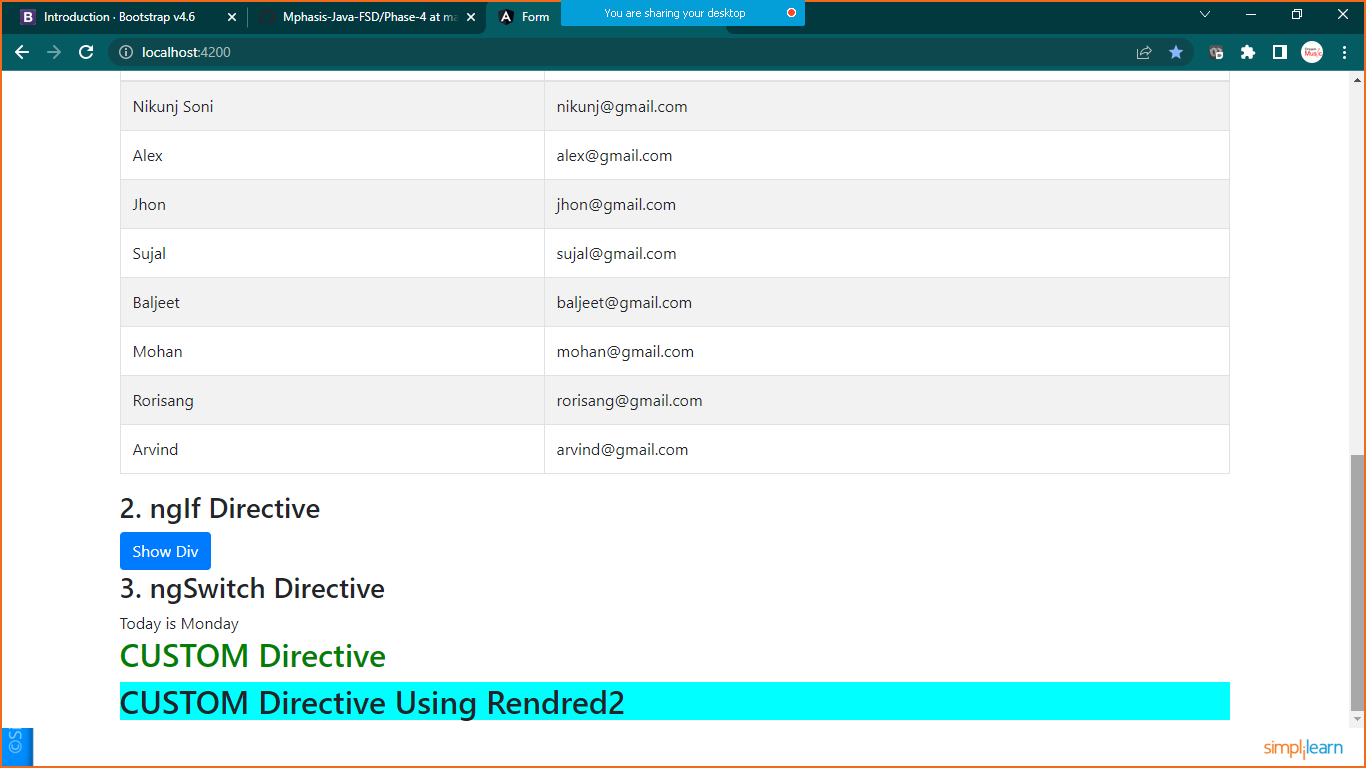 Introduction · Bootstrap v4.6
Mphasis-Java-FSD/Phase-4 at ma
Form
You are sharing your desktop
localhost:4200
Nikunj Soni nikunj@gmail.com
Alex alex@gmail.com
Jhon jhon@gmail.com
Sujal sujal@gmail.com
Baljeet baljeet@gmail.com
Mohan mohan@gmail.com
Rorisang rorisang@gmail.com
Arvind arvind@gmail.com
2. ngIf Directive
Show Div
3. ngSwitch Directive
Today is Monday
CUSTOM Directive
CUSTOM Directive Using Rendred2
simplilearn